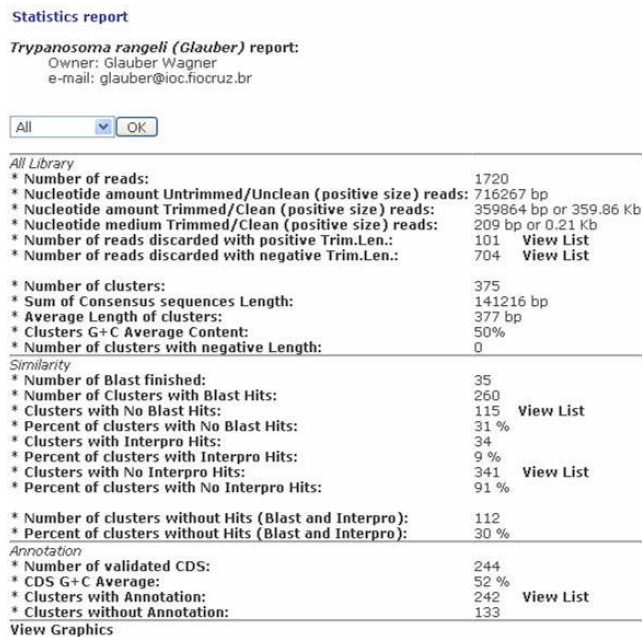 Statistics report
Trypanosoma rangeli (Glauber) report:
Owner: Glauber Wagner
e-mail: glauber@ioc.fiocruz.br
All OK
All Library
* Number of reads: 1720
* Nucleotide amount Untrimmed/Unclean (positive size) reads: 716267 bp
* Nucleotide amount Trimmed/Clean (positive size) reads: 359864 bp or 359.86 Kb
* Nucleotide medium Trimmed/Clean (positive size) reads: 209 bp or 0.21 Kb
* Number of reads discarded with positive Trim.Len.: 101 View List
* Number of reads discarded with negative Trim.Len.: 704 View List
* Number of clusters: 375
* Sum of Consensus sequences Length: 141216 bp
* Average Length of clusters: 377 bp
* Clusters G+C Average Content: 50%
* Number of clusters with negative Length: 0
Similarity
* Number of Blast finished: 35
* Number of Clusters with Blast Hits: 260
* Clusters with No Blast Hits: 115 View List
* Percent of clusters with No Blast Hits: 31 %
* Clusters with Interpro Hits: 34
* Percent of clusters with Interpro Hits: 9 %
* Clusters with No Interpro Hits: 341 View List
* Percent of clusters with No Interpro Hits: 91 %
* Number of clusters without Hits (Blast and Interpro): 112
* Percent of clusters without Hits (Blast and Interpro): 30 %
Annotation
* Number of validated CDS: 244
* CDS G+C Average: 52 %
* Clusters with Annotation: 242 View List
* Clusters without Annotation: 133
View Graphics